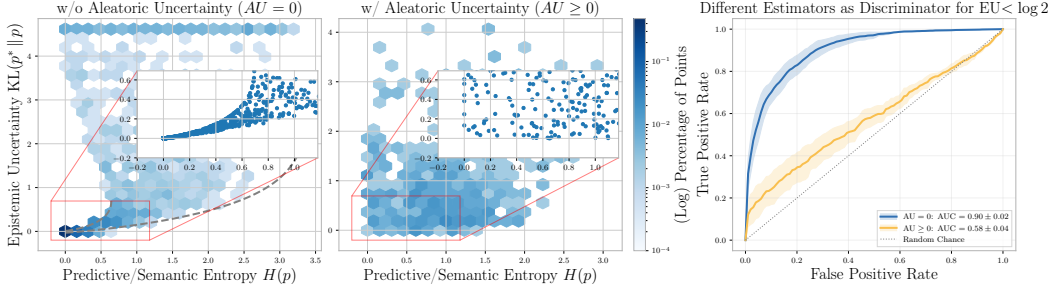 w/o Aleatoric Uncertainty (AU = 0)
Epistemic Uncertainty KL(p* ∥ p)
4
3
2
1
0
0.6
0.4
0.2
0.0
−0.2
−0.2 0.0 0.2 0.4 0.6 0.8 1.0
0.0 0.5 1.0 1.5 2.0 2.5 3.0 3.5
Predictive/Semantic Entropy H(p)
w/ Aleatoric Uncertainty (AU ≥ 0)
4
3
2
1
0
0.6
0.4
0.2
0.0
−0.2
−0.2 0.0 0.2 0.4 0.6 0.8 1.0
0.0 0.5 1.0 1.5 2.0 2.5 3.0
Predictive/Semantic Entropy H(p)
10⁻¹
10⁻²
10⁻³
10⁻⁴
(Log) Percentage of Points
Different Estimators as Discriminator for EU< log 2
True Positive Rate
1.0
0.8
0.6
0.4
0.2
0.0
AU = 0: AUC = 0.90 ± 0.02
AU ≥ 0: AUC = 0.58 ± 0.04
Random Chance
0.0 0.2 0.4 0.6 0.8 1.0
False Positive Rate